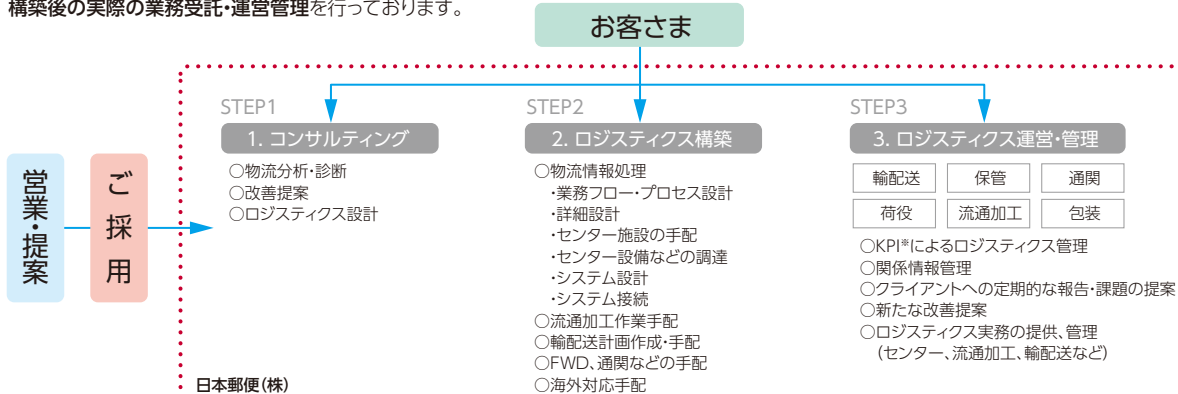 構築後の実際の業務受託・運営管理を行っております。
お客さま
営業・提案
ご採用
STEP1
1. コンサルティング
○物流分析・診断
○改善提案
○ロジスティクス設計
STEP2
2. ロジスティクス構築
○物流情報処理
・業務フロー・プロセス設計
・詳細設計
・センター施設の手配
・センター設備などの調達
・システム設計
・システム接続
○流通加工作業手配
○輸配送計画作成・手配
○FWD、通関などの手配
○海外対応手配
STEP3
3. ロジスティクス運営・管理
輸配送 保管 通関
荷役 流通加工 包装
○KPI※によるロジスティクス管理
○関係情報管理
○クライアントへの定期的な報告・課題の提案
○新たな改善提案
○ロジスティクス実務の提供、管理
(センター、流通加工、輸配送など)
日本郵便(株)